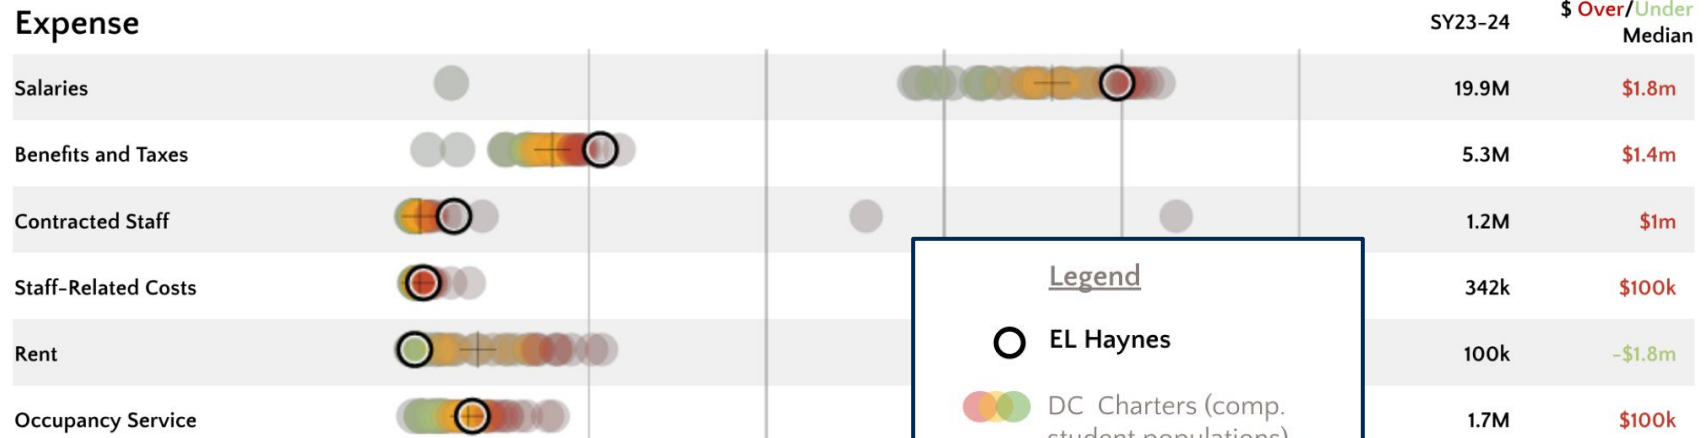 Expense SY23-24 $ Over/Under
Median
Salaries 19.9M $1.8m
Benefits and Taxes 5.3M $1.4m
Contracted Staff 1.2M $1m
Staff-Related Costs 342k $100k
Rent 100k -$1.8m
Occupancy Service 1.7M $100k
Legend
EL Haynes
DC Charters (comp.
student populations)